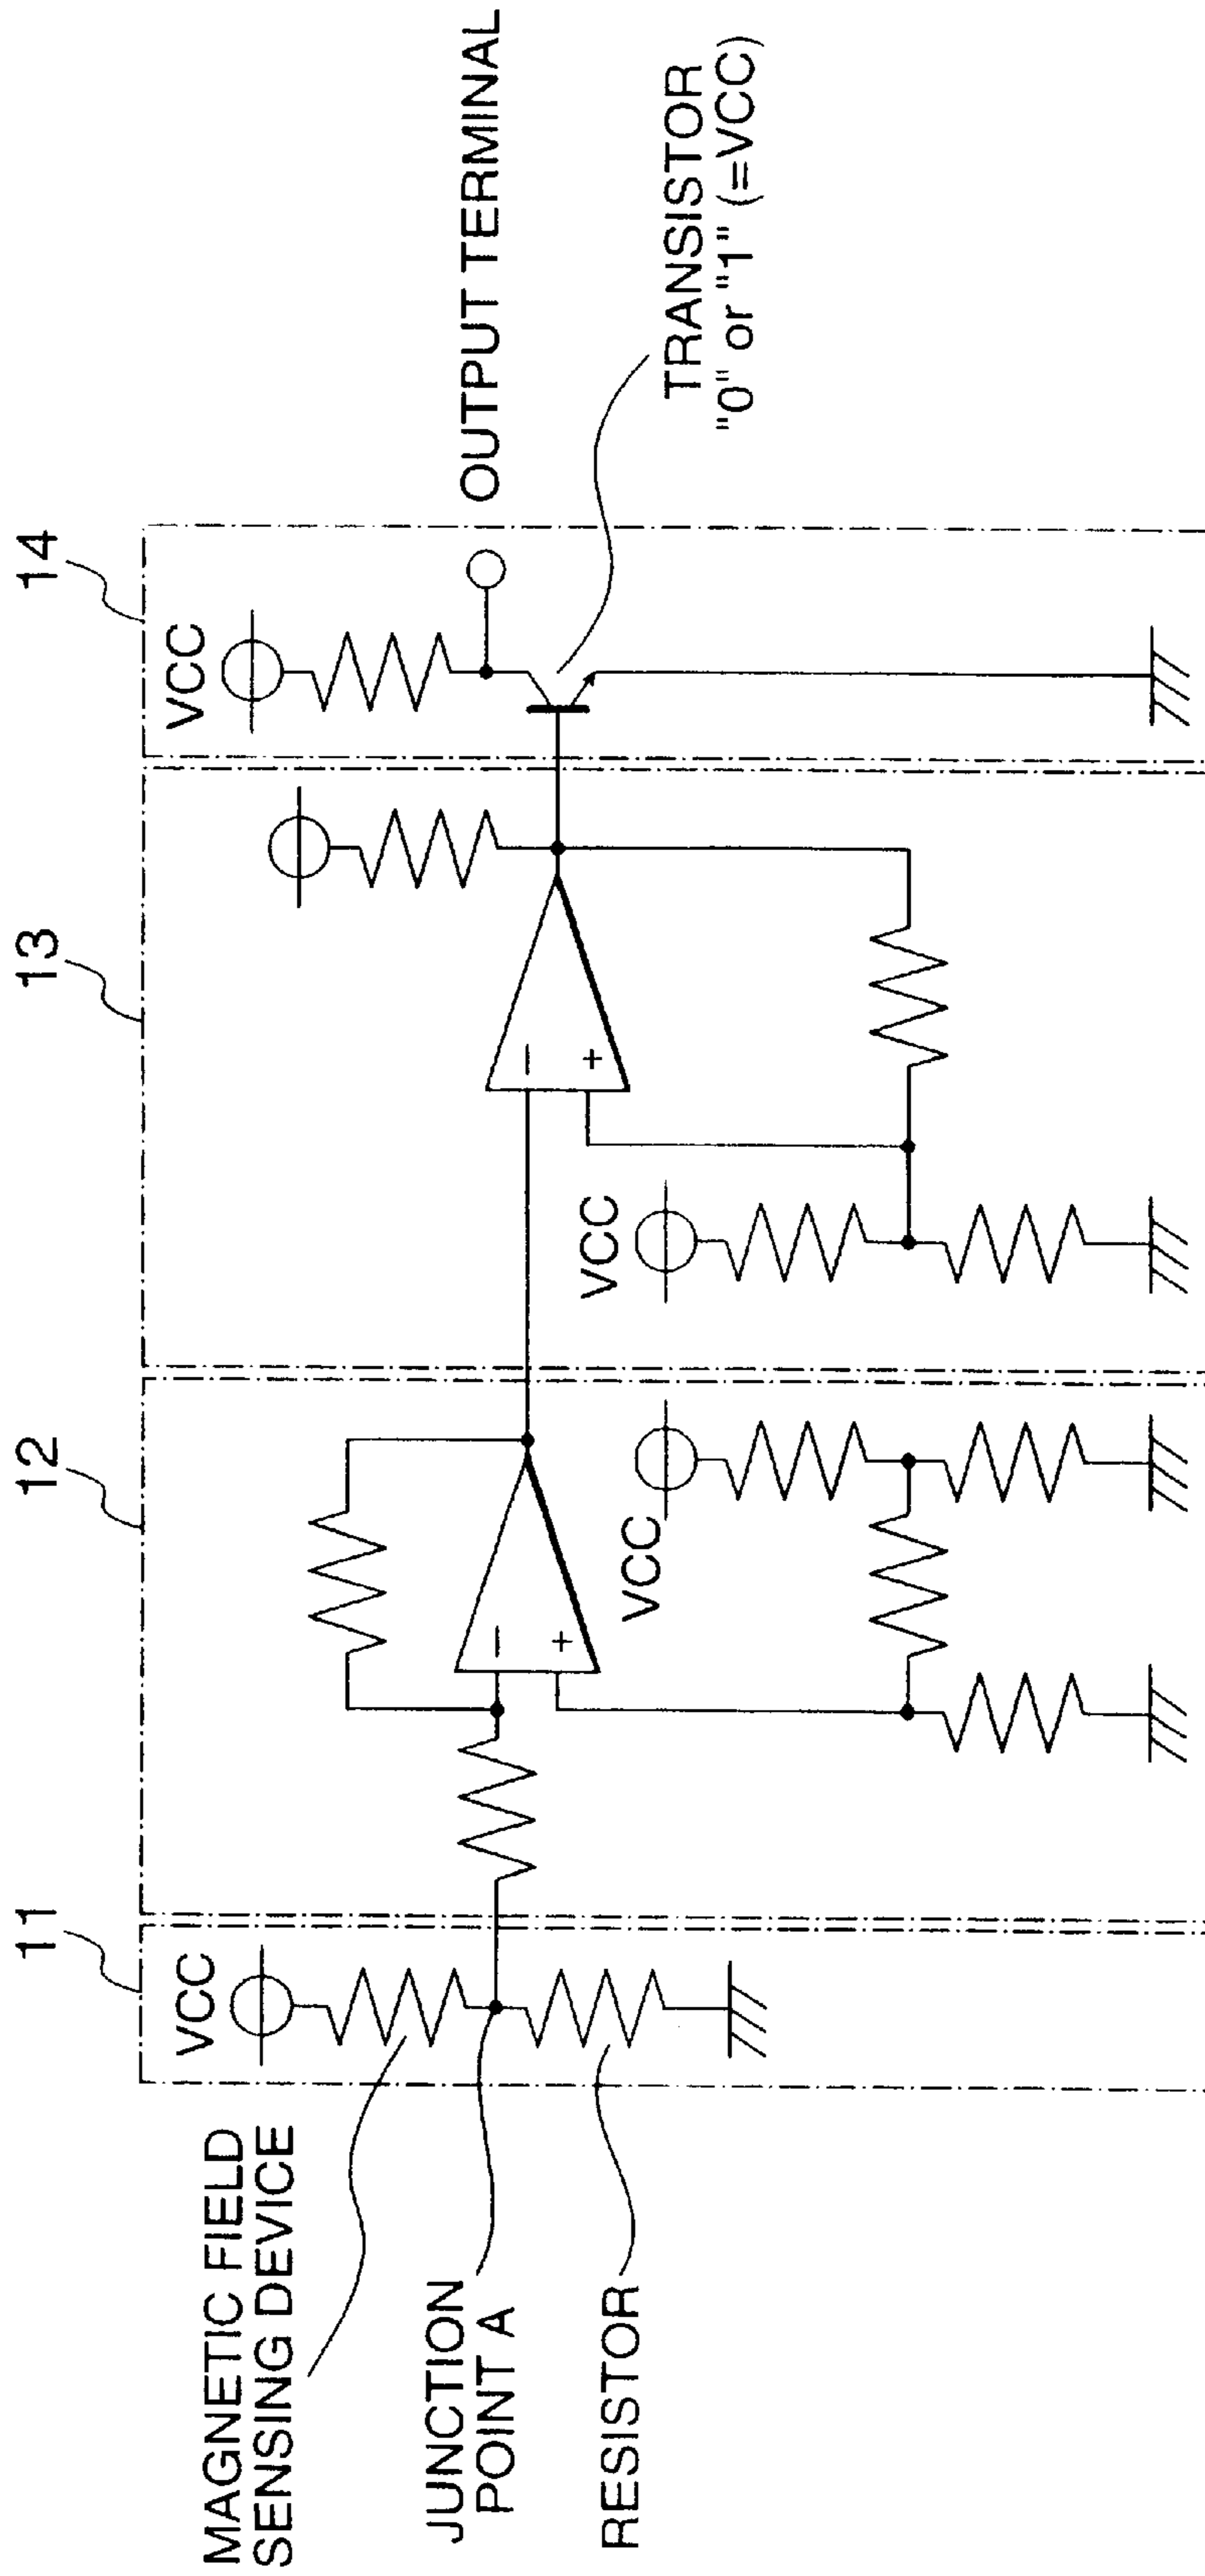 11
12
13
14
VCC
VCC
VCC
VCC
MAGNETIC FIELD
SENSING DEVICE
JUNCTION
POINT A
RESISTOR
−
+
−
+
OUTPUT TERMINAL
TRANSISTOR
"0" or "1" (=VCC)